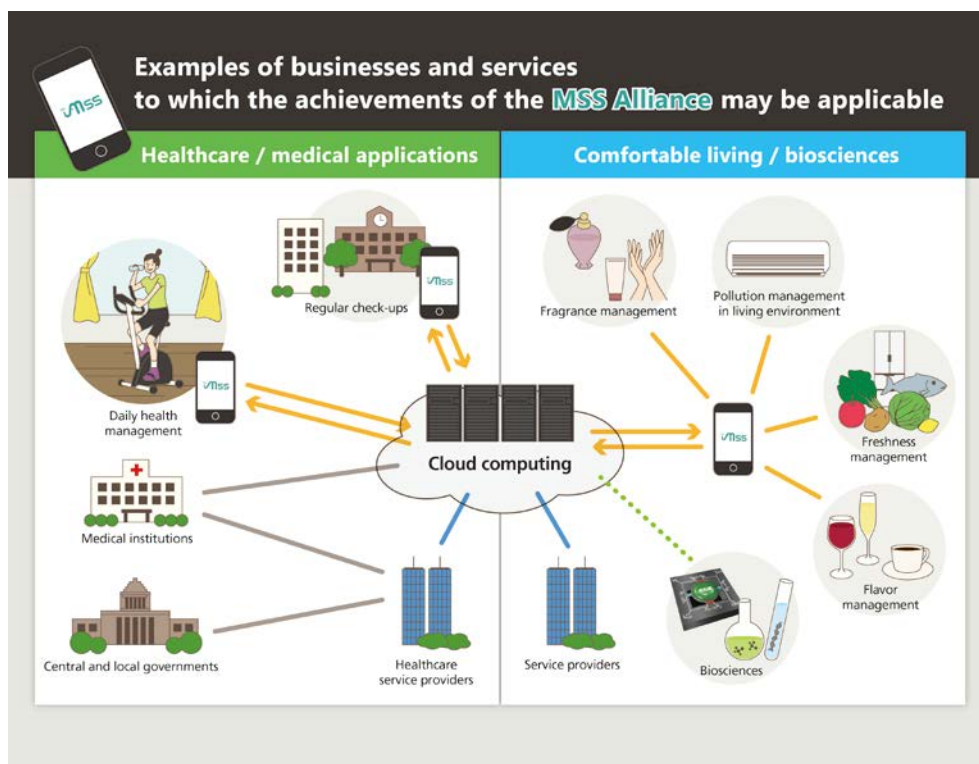 Examples of businesses and services
to which the achievements of the MSS Alliance may be applicable
MSS
Healthcare / medical applications
Comfortable living / biosciences
Regular check-ups
MSS
Daily health
management
MSS
Medical institutions
Central and local governments
Cloud computing
Healthcare
service providers
Service providers
Fragrance management
Pollution management
in living environment
MSS
Freshness
management
Flavor
management
Biosciences